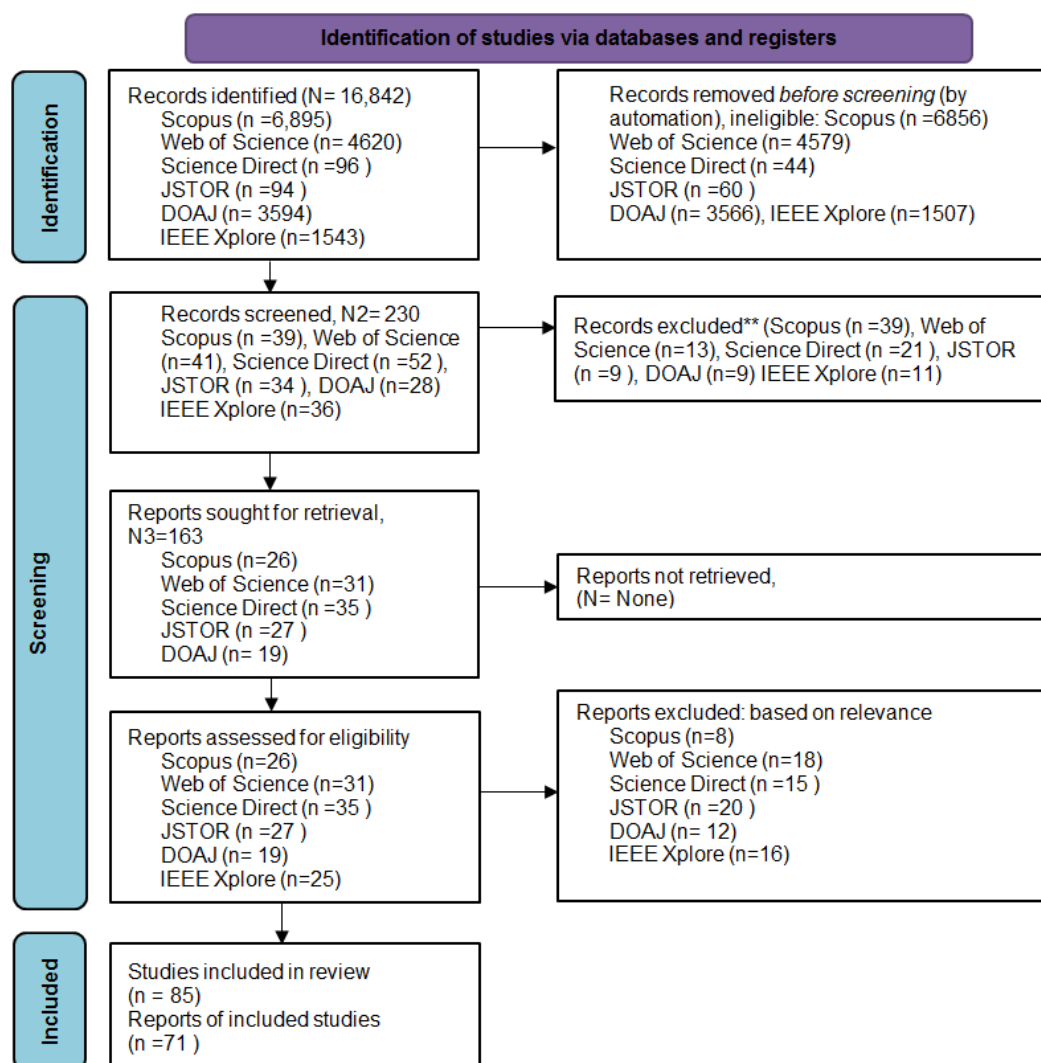 Identification of studies via databases and registers
Identification
Records identified (N= 16,842)
Scopus (n =6,895)
Web of Science (n= 4620)
Science Direct (n =96 )
JSTOR (n =94 )
DOAJ (n= 3594)
IEEE Xplore (n=1543)
Records removed before screening (by
automation), ineligible: Scopus (n =6856)
Web of Science (n= 4579)
Science Direct (n =44)
JSTOR (n =60 )
DOAJ (n= 3566), IEEE Xplore (n=1507)
Screening
Records screened, N2= 230
Scopus (n =39), Web of Science
(n=41), Science Direct (n =52 ),
JSTOR (n =34 ), DOAJ (n=28)
IEEE Xplore (n=36)
Records excluded** (Scopus (n =39), Web of
Science (n=13), Science Direct (n =21 ), JSTOR
(n =9 ), DOAJ (n=9) IEEE Xplore (n=11)
Reports sought for retrieval,
N3=163
Scopus (n=26)
Web of Science (n=31)
Science Direct (n =35 )
JSTOR (n =27 )
DOAJ (n= 19)
Reports not retrieved,
(N= None)
Reports assessed for eligibility
Scopus (n=26)
Web of Science (n=31)
Science Direct (n =35 )
JSTOR (n =27 )
DOAJ (n= 19)
IEEE Xplore (n=25)
Reports excluded: based on relevance
Scopus (n=8)
Web of Science (n=18)
Science Direct (n =15 )
JSTOR (n =20 )
DOAJ (n= 12)
IEEE Xplore (n=16)
Included
Studies included in review
(n = 85)
Reports of included studies
(n =71 )